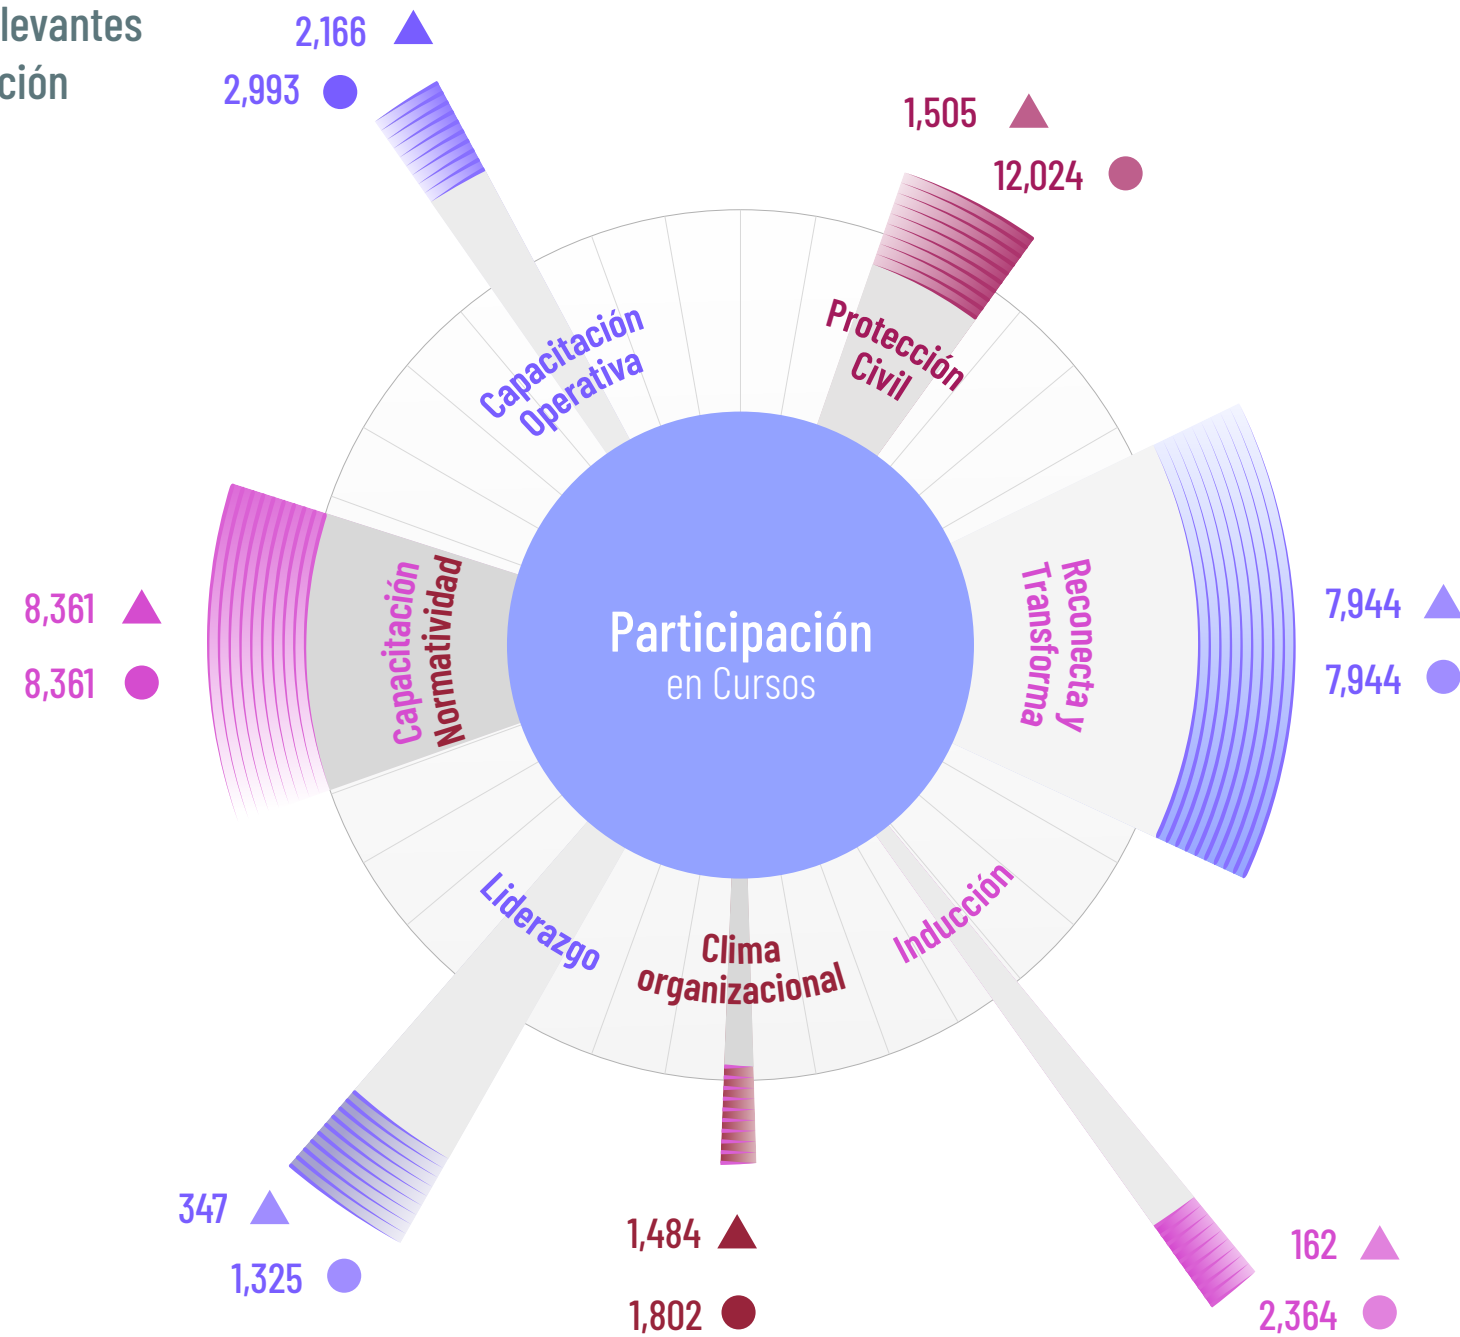 levantes
ción
2,166
2,993
1,505
12,024
Capacitación
Operativa
Protección
Civil
8,361
8,361
Capacitación
Normatividad
Participación
en Cursos
Reconecta y
Transforma
7,944
7,944
Liderazgo
Clima
organizacional
Inducción
347
1,325
1,484
1,802
162
2,364